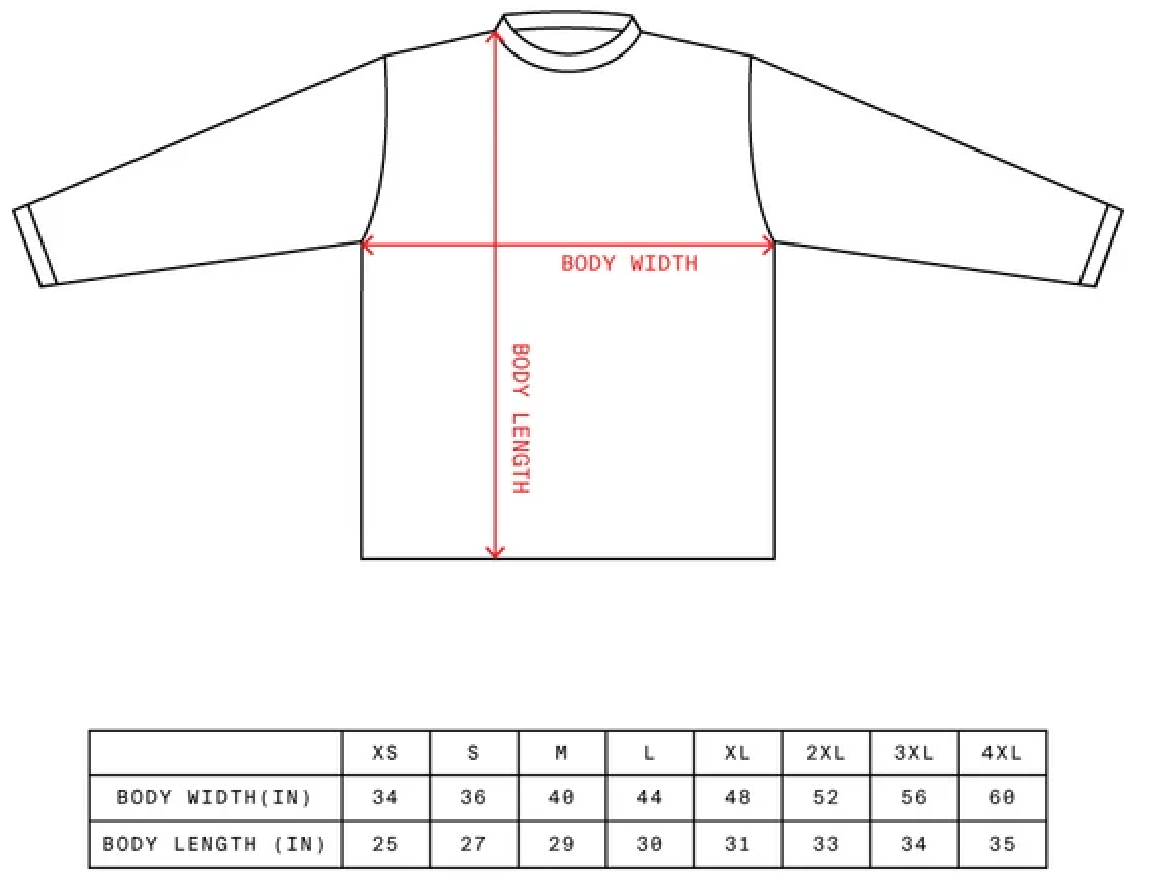 BODY WIDTH
BODY LENGTH
XS S M L XL 2XL 3XL 4XL
BODY WIDTH(IN) 34 36 40 44 48 52 56 60
BODY LENGTH (IN) 25 27 29 30 31 33 34 35